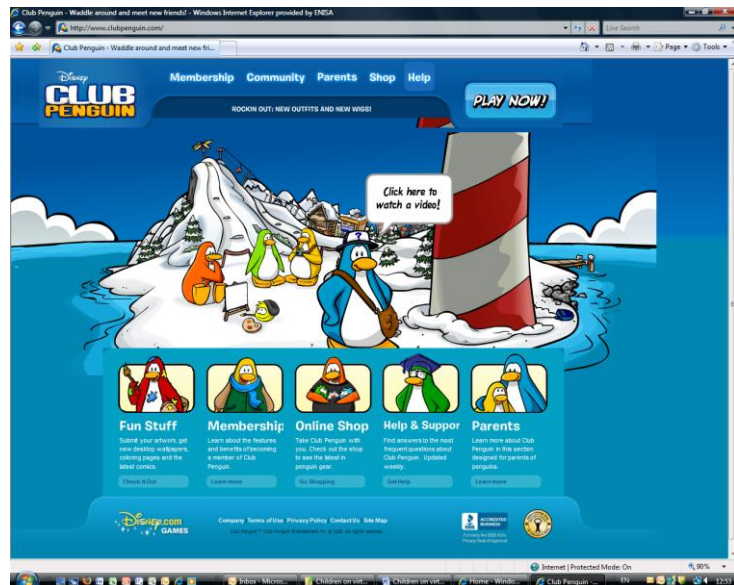 Club Penguin - Waddle around and meet new friends! - Windows Internet Explorer provided by ENISA
http://www.clubpenguin.com/
Live Search
Club Penguin - Waddle around and meet new fri...
Page
Tools
Disney
CLUB
PENGUIN
Membership Community Parents Shop Help
PLAY NOW!
ROCKIN OUT: NEW OUTFITS AND NEW WIGS!
Click here to
watch a video!
Fun Stuff
Submit your artwork, get
new desktop wallpapers,
coloring pages and the
latest comics.
Check It Out
Membership
Learn about the features
and benefits of becoming
a member of Club
Penguin.
Learn more
Online Shop
Take Club Penguin with
you. Check out the shop
to see the latest in
penguin gear.
Go Shopping
Help & Suppor
Find answers to the most
frequent questions about
Club Penguin. Updated
weekly.
Get Help
Parents
Learn more about Club
Penguin in this section
designed for parents of
penguins.
Learn more
Disney.com
GAMES
Company Terms of Use Privacy Policy Contact Us Site Map
BBB
ACCREDITED
BUSINESS
Internet | Protected Mode: On
90%
Inbox - Micros...
Children on virt...
Children on virt...
Home - Windo...
Club Penguin -...
EN
12:53